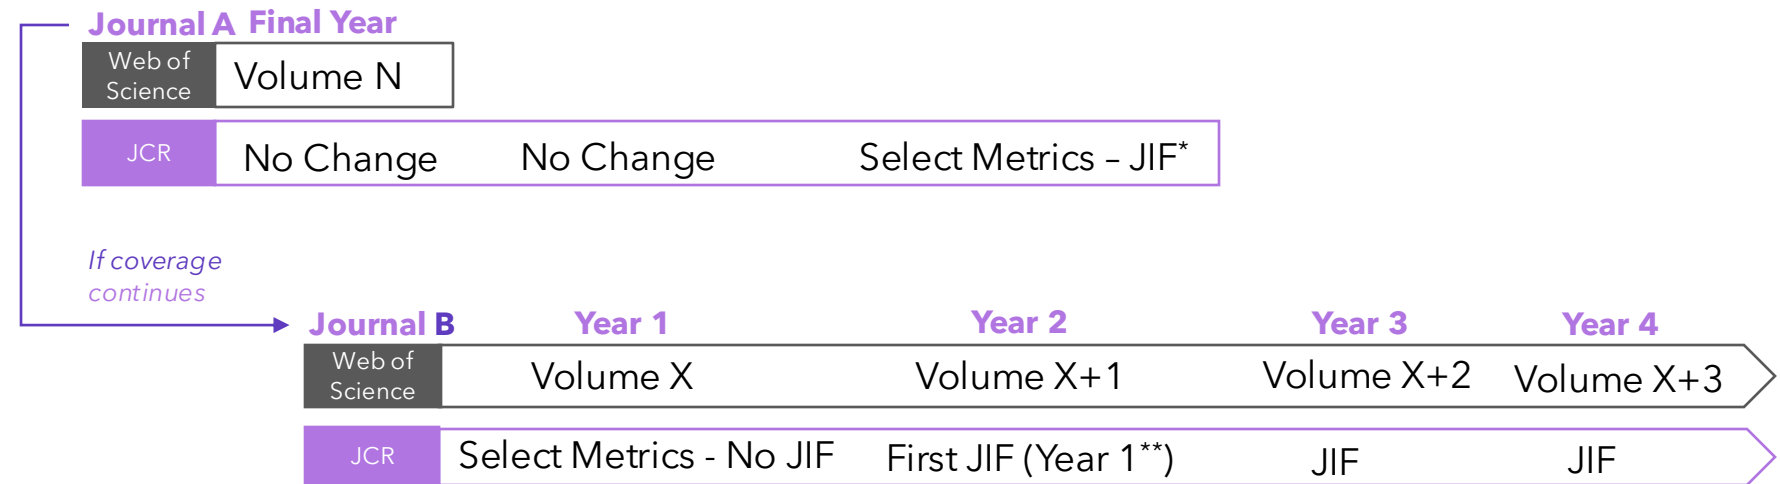 Journal A Final Year
Web of
Science
Volume N
JCR
No Change
No Change
Select Metrics – JIF*
If coverage
continues
Journal B
Year 1
Year 2
Year 3
Year 4
Web of
Science
Volume X
Volume X+1
Volume X+2
Volume X+3
JCR
Select Metrics - No JIF
First JIF (Year 1**)
JIF
JIF